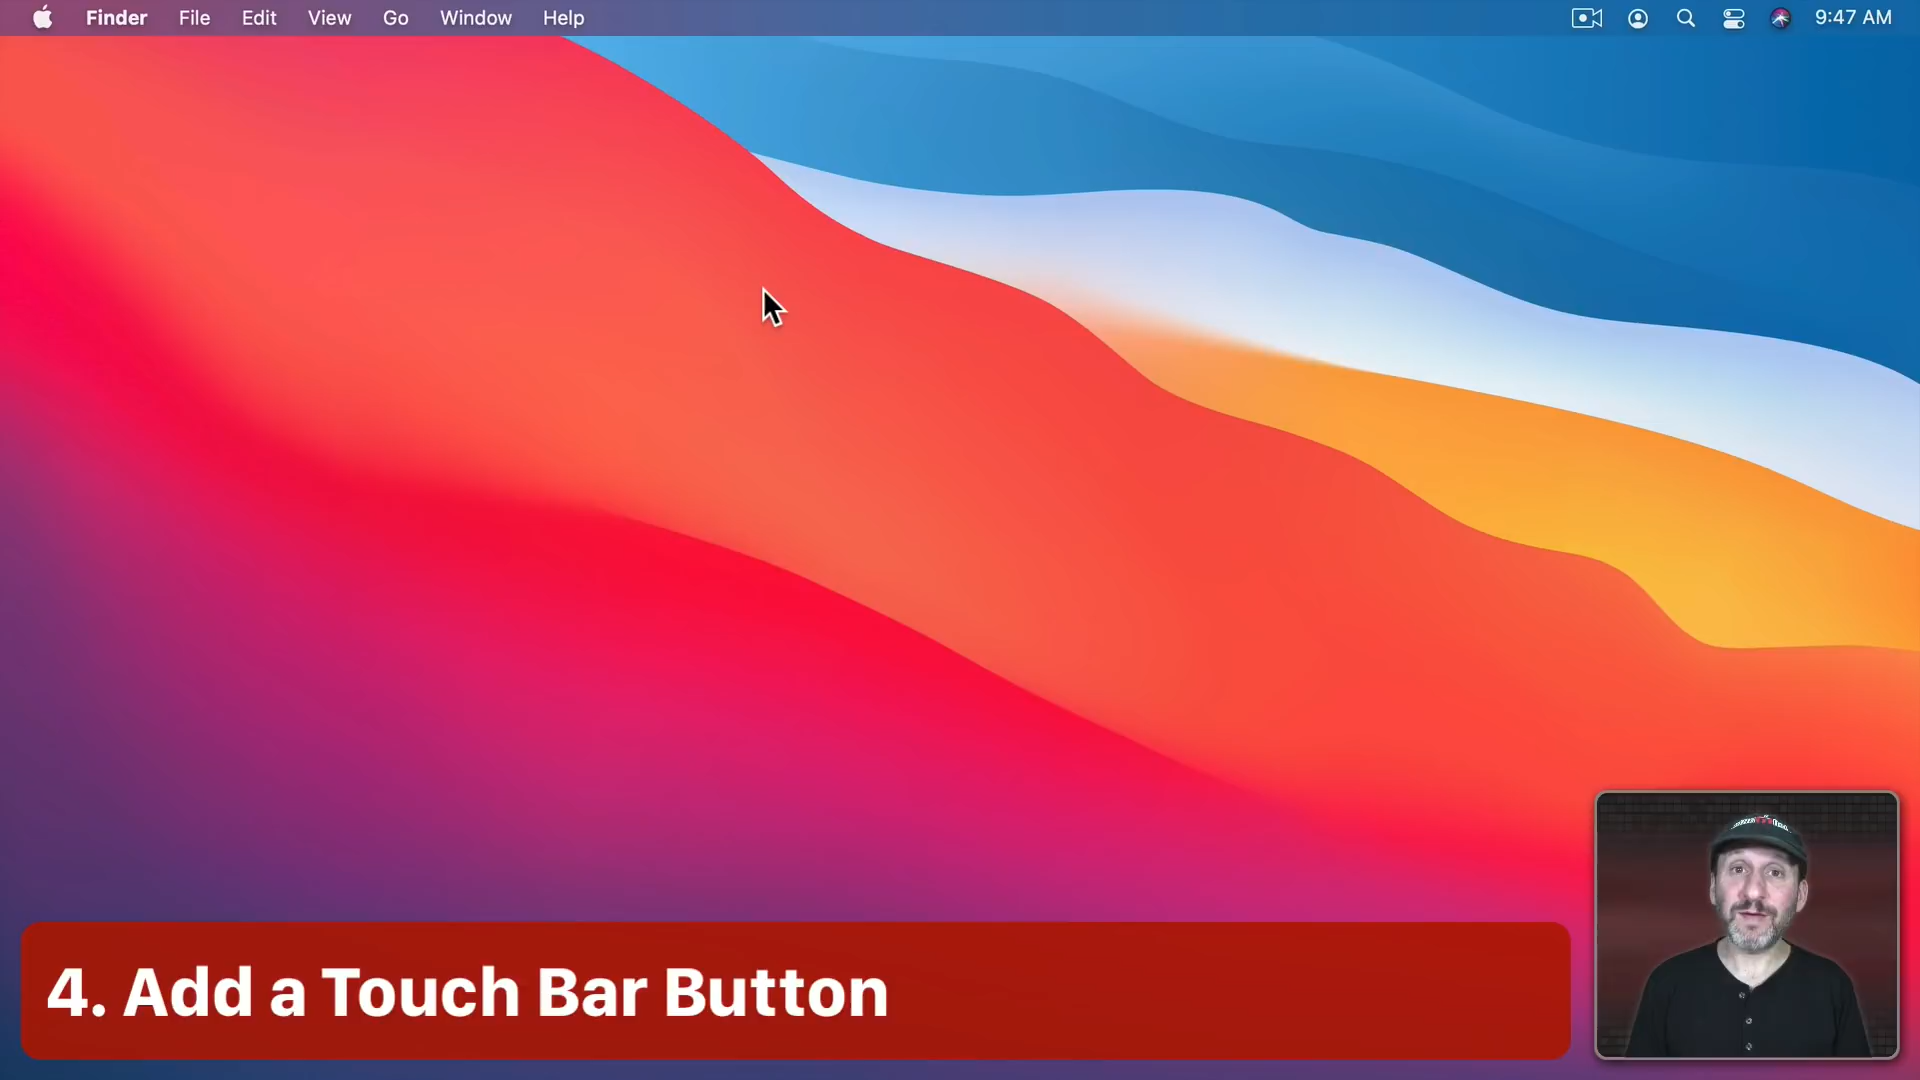 Finder File Edit View Go Window Help 9:47 AM
4. Add a Touch Bar Button